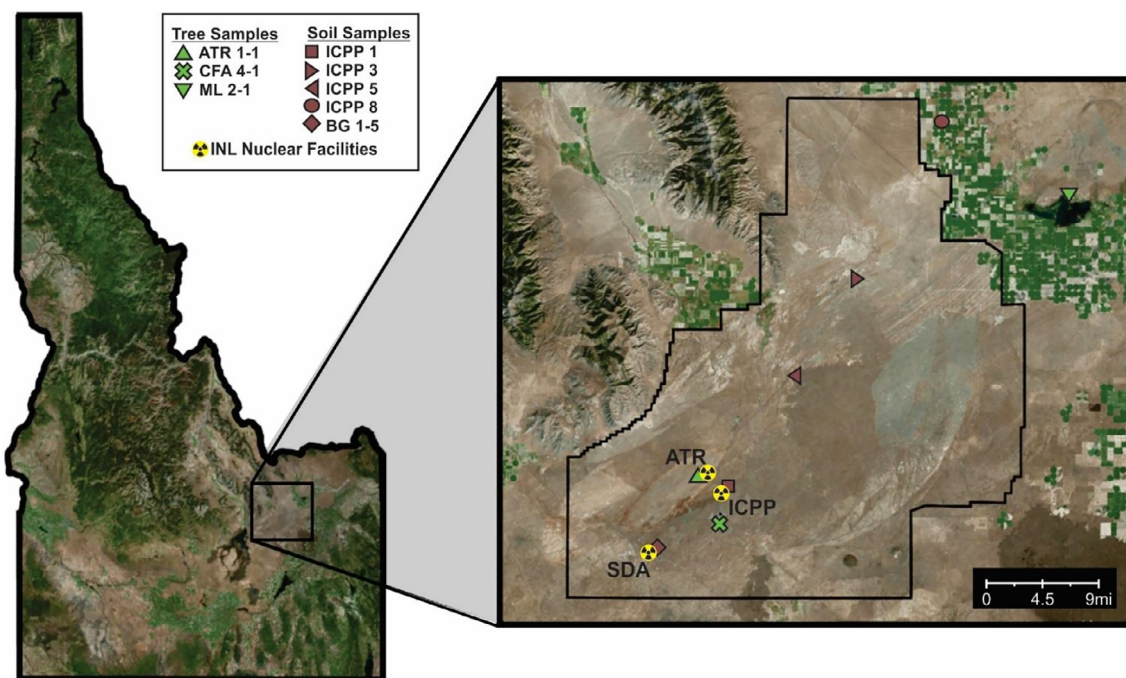 Tree Samples
ATR 1-1
CFA 4-1
ML 2-1
Soil Samples
ICPP 1
ICPP 3
ICPP 5
ICPP 8
BG 1-5
INL Nuclear Facilities
ATR
ICPP
SDA
0 4.5 9mi